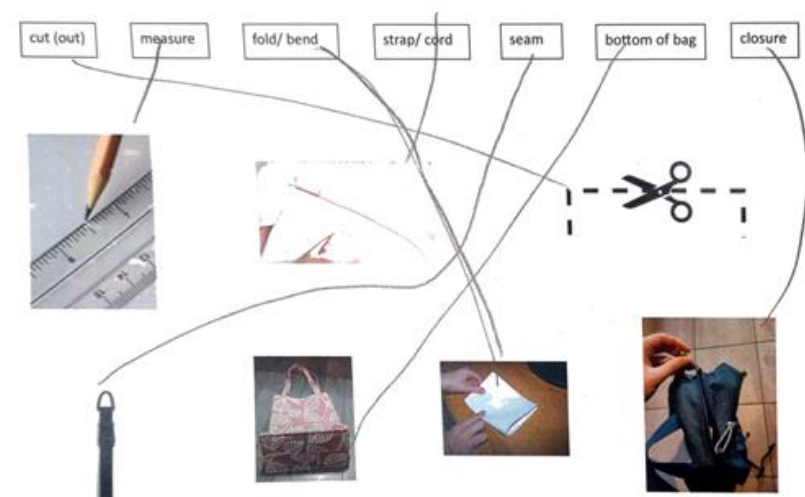 cut (out)
measure
fold/ bend
strap/ cord
seam
bottom of bag
closure